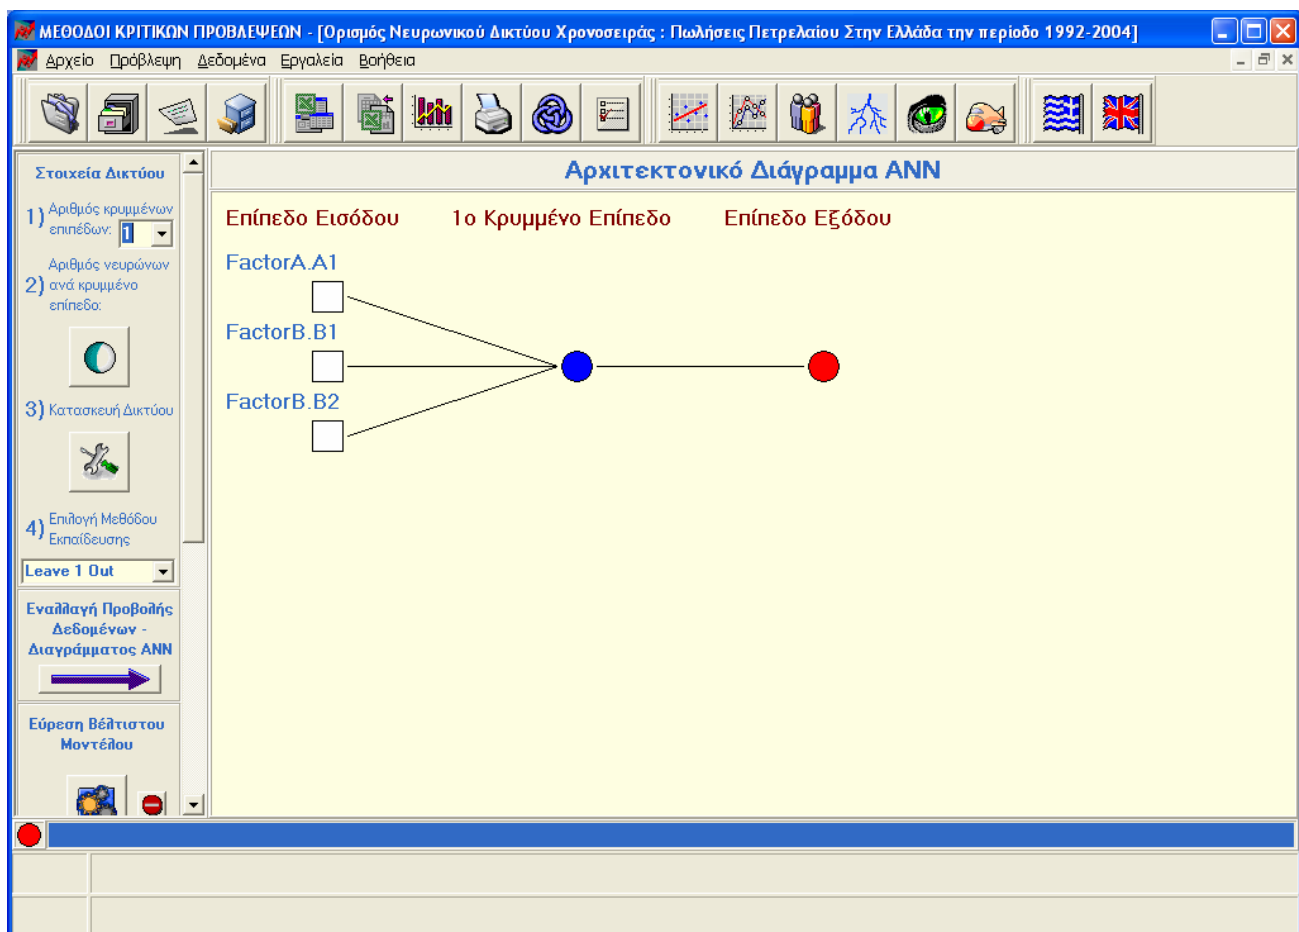 ΜΕΘΟΔΟΙ ΚΡΙΤΙΚΩΝ ΠΡΟΒΛΕΨΕΩΝ - [Ορισμός Νευρωνικού Δικτύου Χρονοσειράς : Πωλήσεις Πετρελαίου Στην Ελλάδα την περίοδο 1992-2004]
Αρχείο Πρόβλεψη Δεδομένα Εργαλεία Βοήθεια
Στοιχεία Δικτύου
1) Αριθμός κρυμμένων
επιπέδων: 1
Αριθμός νευρώνων
2) ανά κρυμμένο
επίπεδο:
3) Κατασκευή Δικτύου
4) Επιλογή Μεθόδου
Εκπαίδευσης
Leave 1 Out
Εναλλαγή Προβολής
Δεδομένων -
Διαγράμματος ΑΝΝ
Εύρεση Βέλτιστου
Μοντέλου
Αρχιτεκτονικό Διάγραμμα ΑΝΝ
Επίπεδο Εισόδου 1ο Κρυμμένο Επίπεδο Επίπεδο Εξόδου
FactorA.A1
FactorB.B1
FactorB.B2